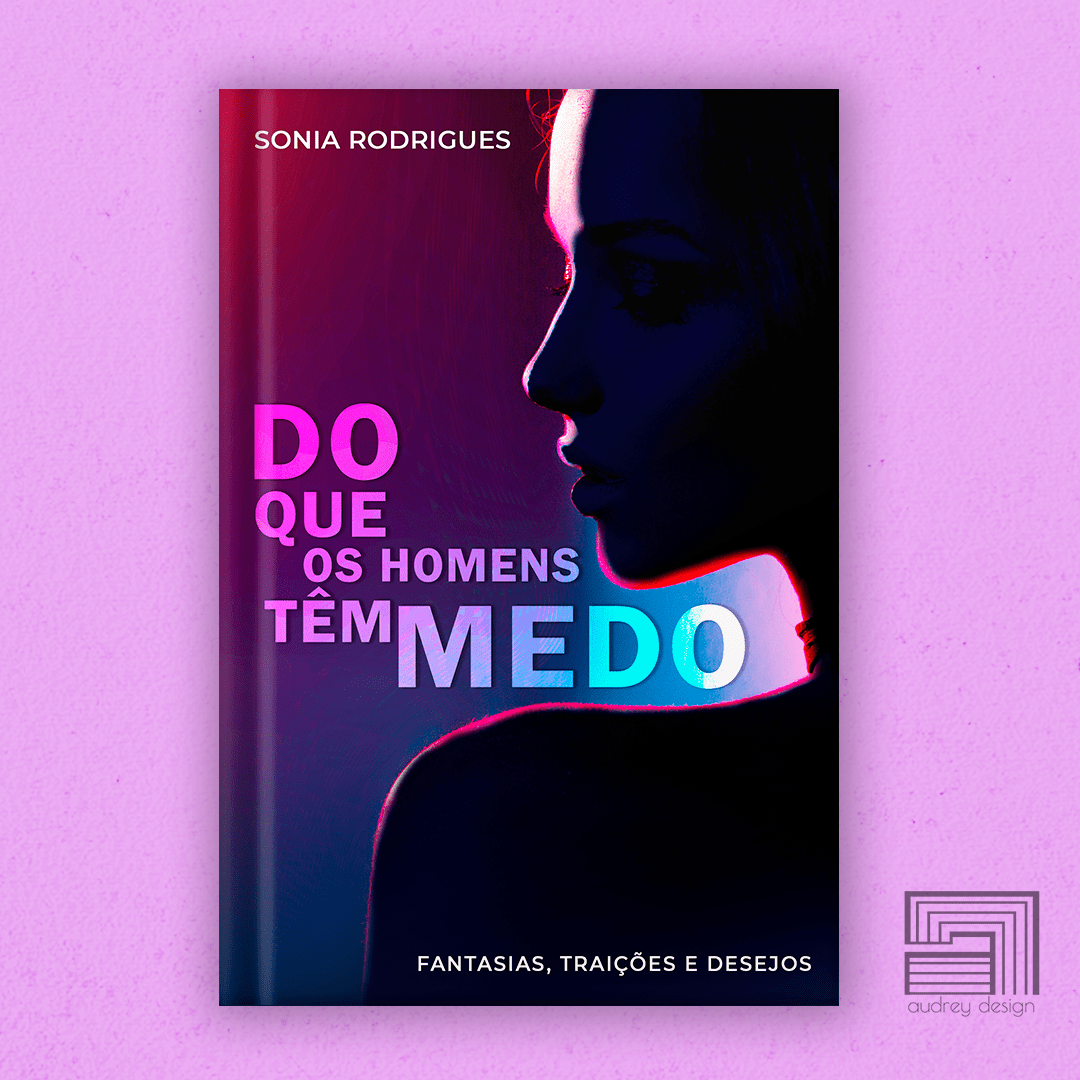 SONIA RODRIGUES
DO
QUE
OS HOMENS
TÊM MEDO
FANTASIAS, TRAIÇÕES E DESEJOS
audrey design